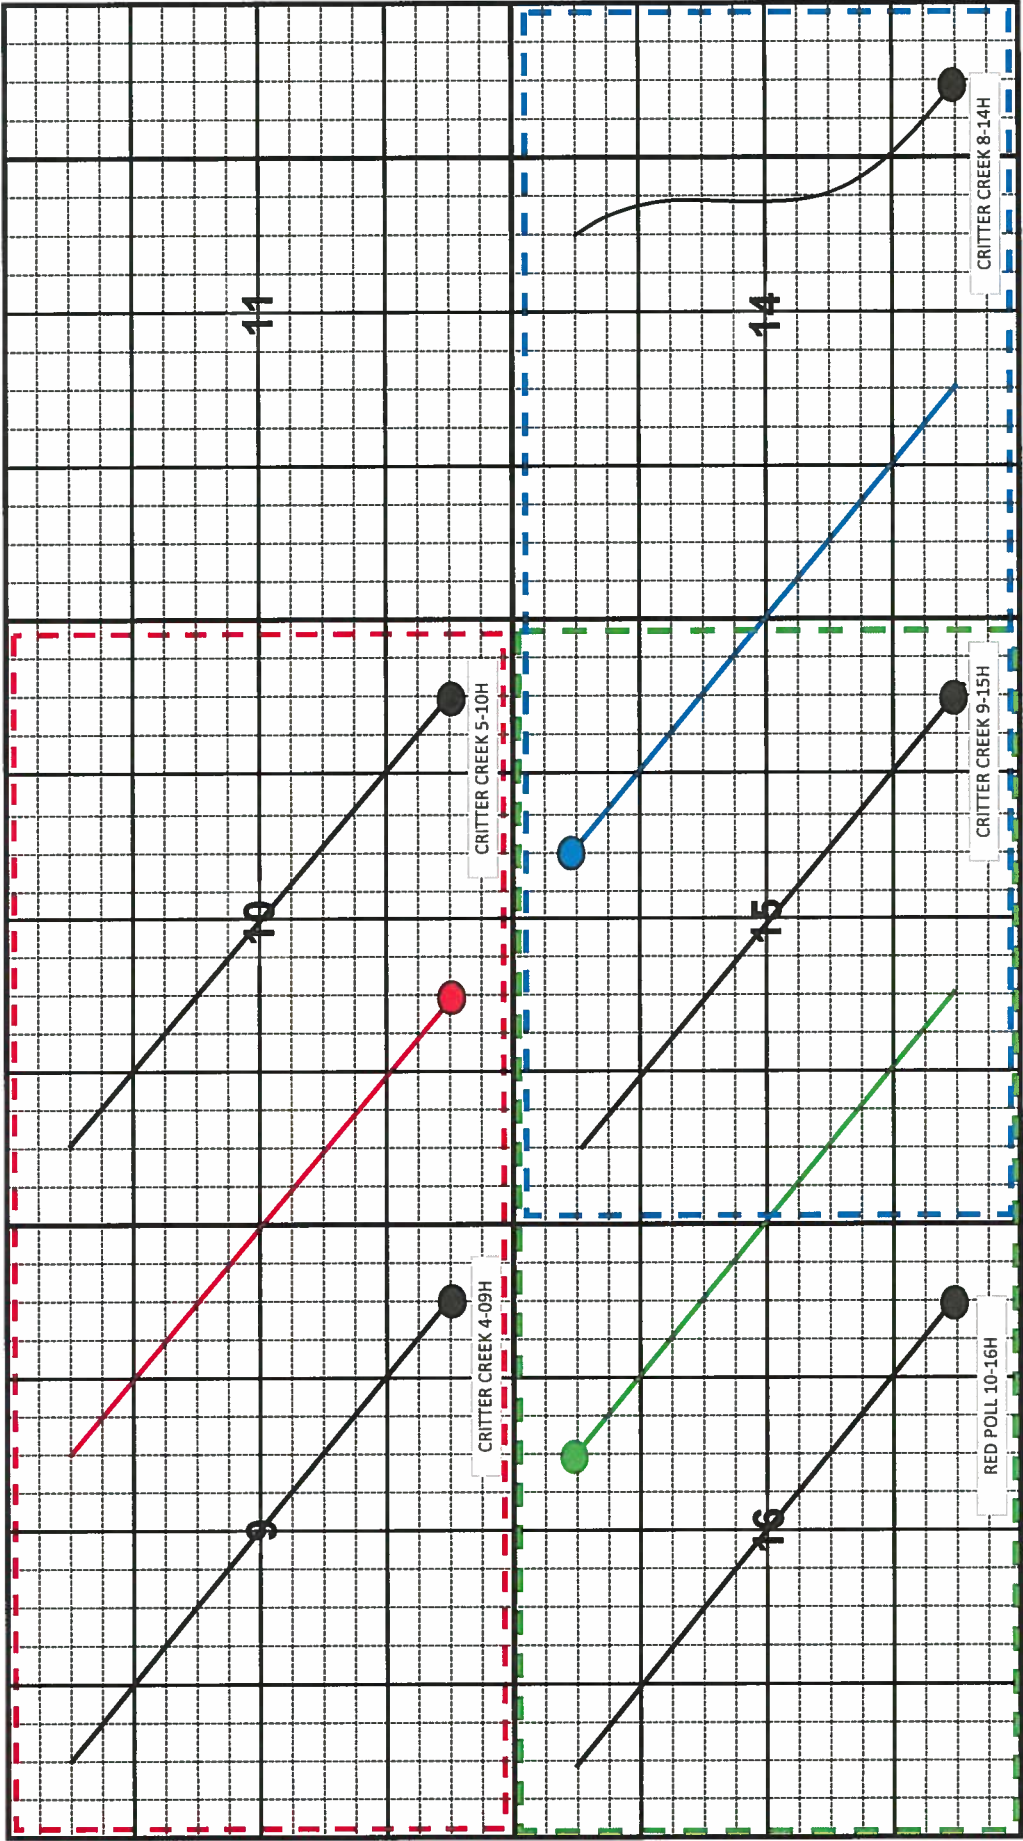 9
10
11
CRITTER CREEK 4-09H
CRITTER CREEK 5-10H
16
15
14
RED POLL 10-16H
CRITTER CREEK 9-15H
CRITTER CREEK 8-14H